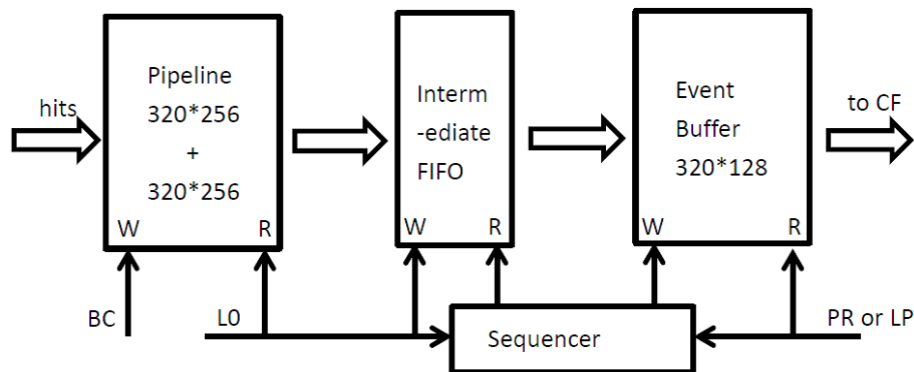 hits
Pipeline
320*256
+
320*256
W
R
Interm
-ediate
FIFO
W
R
Event
Buffer
320*128
W
R
to CF
BC
L0
Sequencer
PR or LP